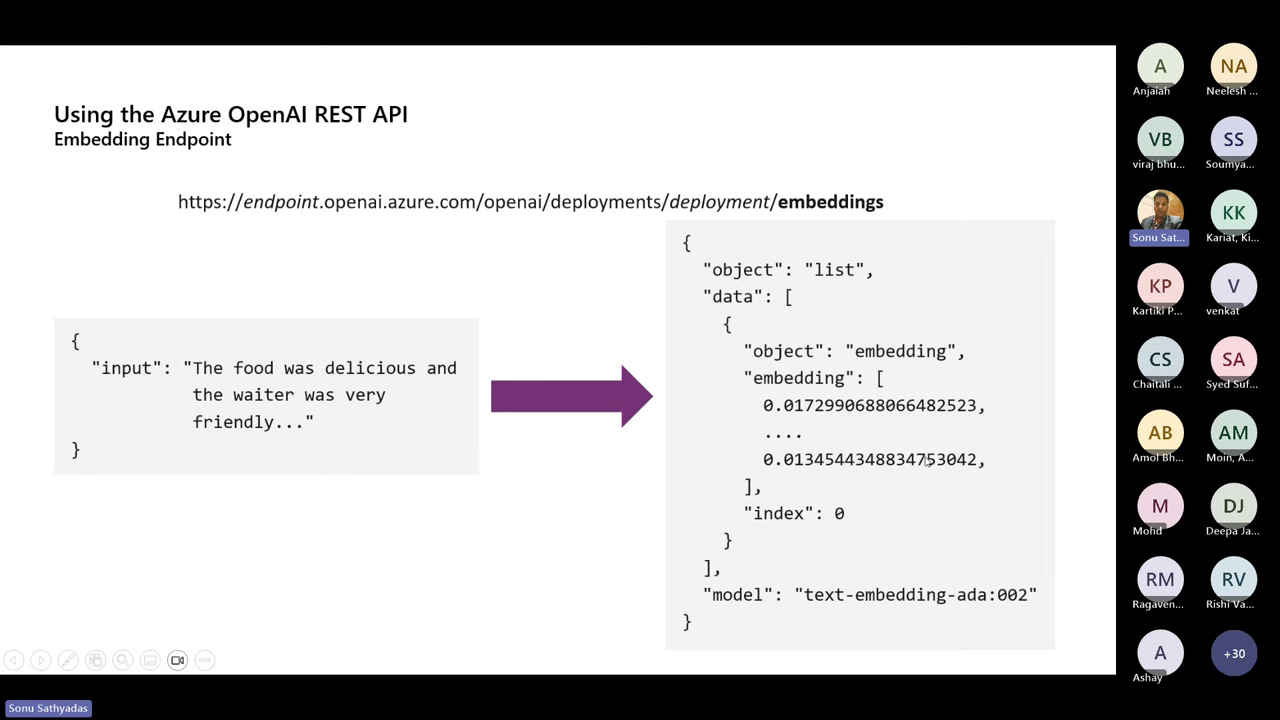 Using the Azure OpenAI REST API
Embedding Endpoint
https://endpoint.openai.azure.com/openai/deployments/deployment/embeddings
{
"input": "The food was delicious and
the waiter was very
friendly..."
}
{
"object": "list",
"data": [
{
"object": "embedding",
"embedding": [
0.0172990688066482523,
....
0.0134544348834753042,
],
"index": 0
}
],
"model": "text-embedding-ada:002"
}
A
Anjaiah
NA
Neelesh ...
VB
viraj bhu...
SS
Soumya...
Sonu Sat...
KK
Kariat, Ki...
KP
Kartiki P...
V
venkat
CS
Chaitali ...
SA
Syed Suf...
AB
Amol Bh...
AM
Moin, A...
M
Mohd
DJ
Deepa Ja...
RM
Ragaven...
RV
Rishi Va...
A
Ashay
+30
Sonu Sathyadas